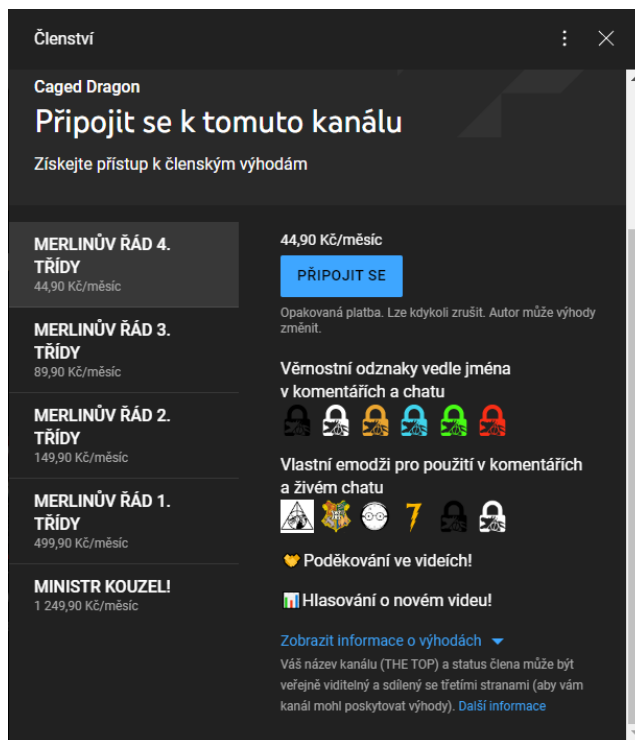 Členství
Caged Dragon
Připojit se k tomuto kanálu
Získejte přístup k členským výhodám
MERLINŮV ŘÁD 4.
TŘÍDY
44,90 Kč/měsíc
MERLINŮV ŘÁD 3.
TŘÍDY
89,90 Kč/měsíc
MERLINŮV ŘÁD 2.
TŘÍDY
149,90 Kč/měsíc
MERLINŮV ŘÁD 1.
TŘÍDY
499,90 Kč/měsíc
MINISTR KOUZEL!
1 249,90 Kč/měsíc
44,90 Kč/měsíc
PŘIPOJIT SE
Opakovaná platba. Lze kdykoli zrušit. Autor může výhody
změnit.
Věrnostní odznaky vedle jména
v komentářích a chatu
Vlastní emodži pro použití v komentářích
a živém chatu
7
Poděkování ve videích!
Hlasování o novém videu!
Zobrazit informace o výhodách
Váš název kanálu (THE TOP) a status člena může být
veřejně viditelný a sdílený se třetími stranami (aby vám
kanál mohl poskytovat výhody). Další informace